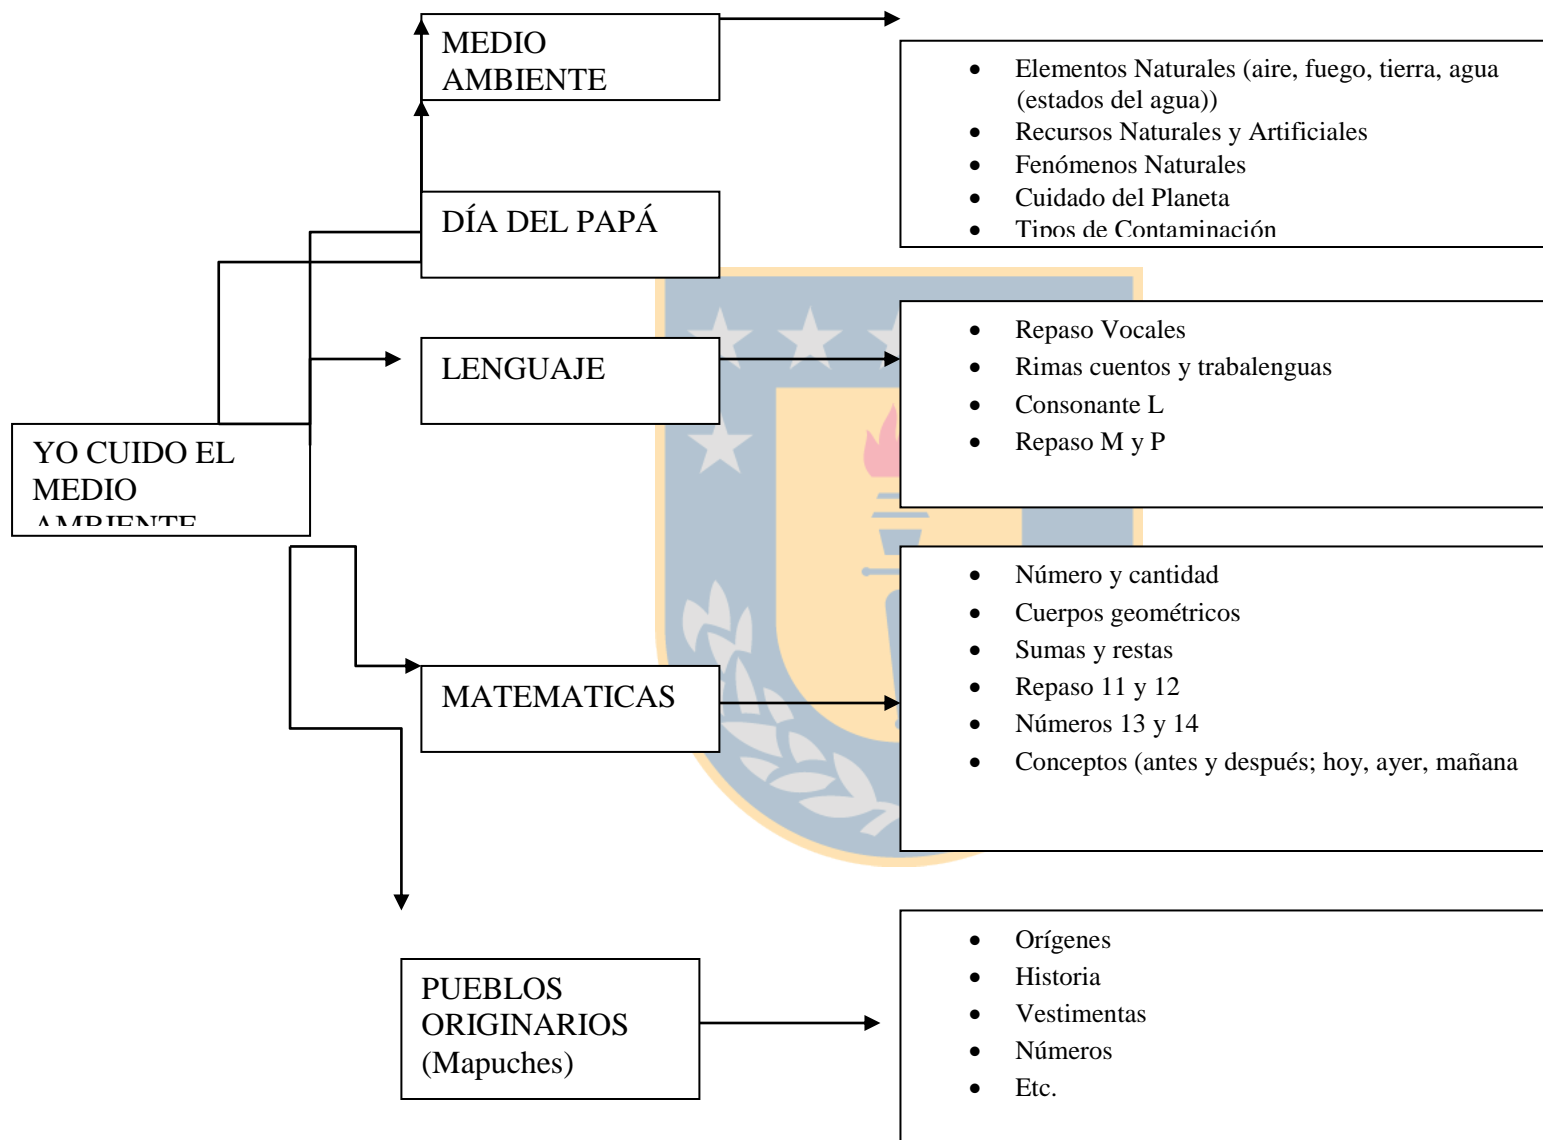 MEDIO
AMBIENTE
• Elementos Naturales (aire, fuego, tierra, agua
(estados del agua))
• Recursos Naturales y Artificiales
• Fenómenos Naturales
• Cuidado del Planeta
• Tipos de Contaminación
DÍA DEL PAPÁ
LENGUAJE
• Repaso Vocales
• Rimas cuentos y trabalenguas
• Consonante L
• Repaso M y P
YO CUIDO EL
MEDIO
AMBIENTE
MATEMATICAS
• Número y cantidad
• Cuerpos geométricos
• Sumas y restas
• Repaso 11 y 12
• Números 13 y 14
• Conceptos (antes y después; hoy, ayer, mañana
PUEBLOS
ORIGINARIOS
(Mapuches)
• Orígenes
• Historia
• Vestimentas
• Números
• Etc.